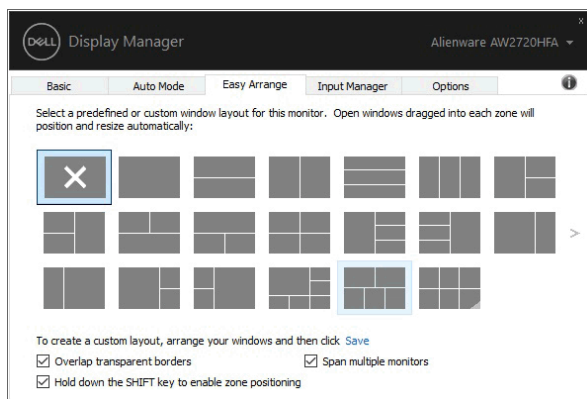 x
DELL Display Manager Alienware AW2720HFA
Basic Auto Mode Easy Arrange Input Manager Options i
Select a predefined or custom window layout for this monitor. Open windows dragged into each zone will
position and resize automatically:
>
To create a custom layout, arrange your windows and then click Save
Overlap transparent borders Span multiple monitors
Hold down the SHIFT key to enable zone positioning